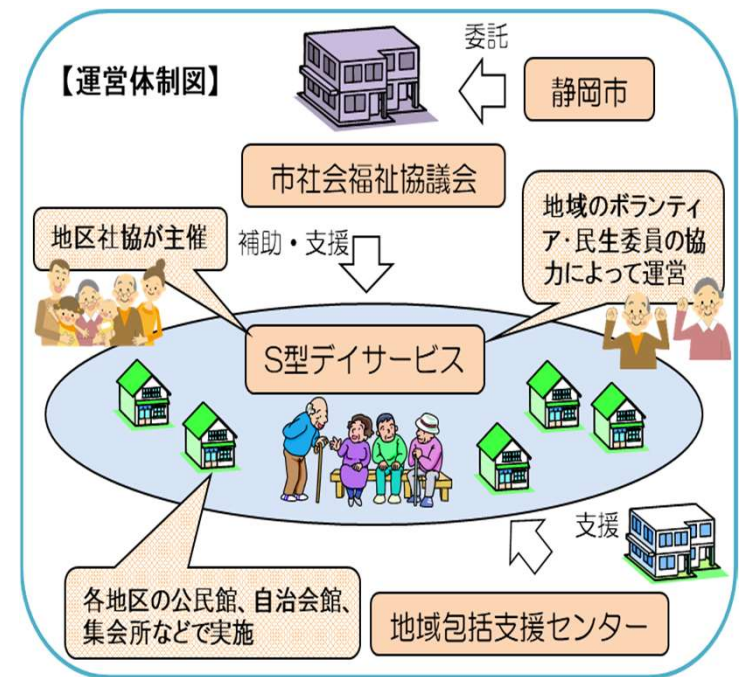 【運営体制図】
委託
静岡市
市社会福祉協議会
地区社協が主催
補助・支援
地域のボランティ
ア・民生委員の協
力によって運営
S型デイサービス
各地区の公民館、自治会館、
集会所などで実施
支援
地域包括支援センター